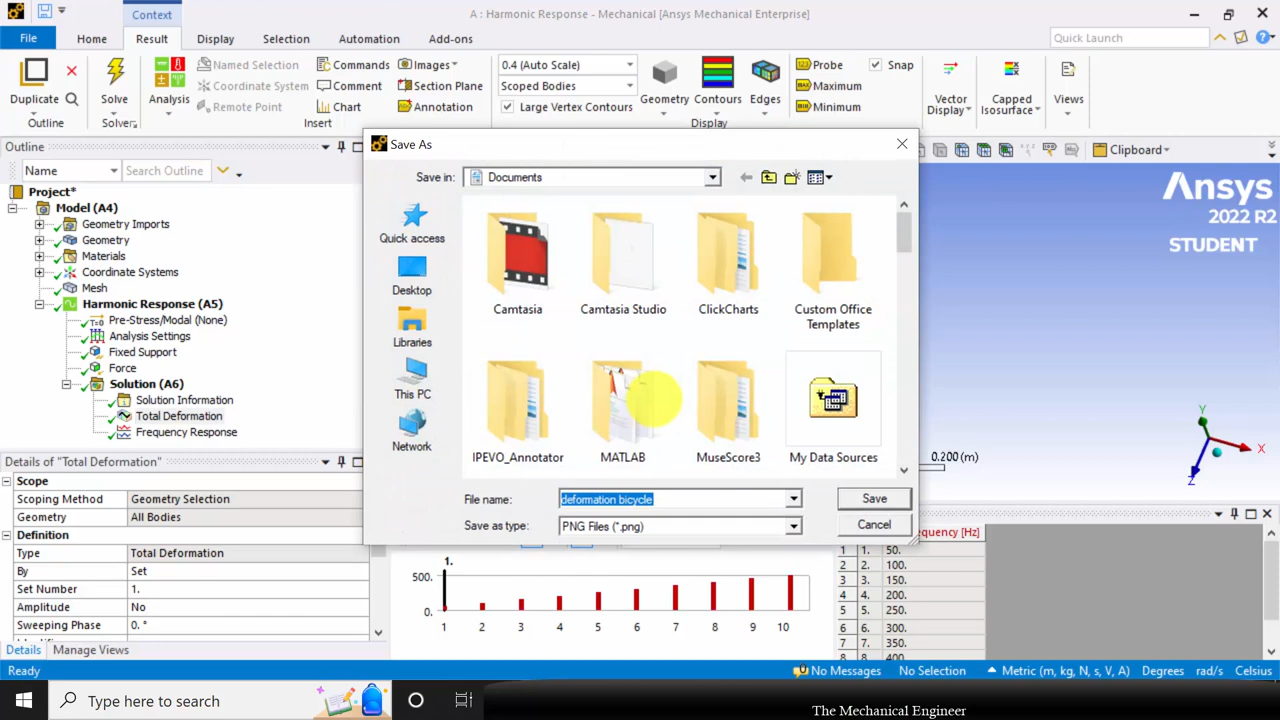 Context
A : Harmonic Response - Mechanical [Ansys Mechanical Enterprise]
File
Home
Result
Display
Selection
Automation
Add-ons
Quick Launch
Duplicate
Outline
Solve
Solver
Analysis
Named Selection
Coordinate System
Remote Point
Commands
Comment
Chart
Images
Section Plane
Annotation
Insert
0.4 (Auto Scale)
Scoped Bodies
Large Vertex Contours
Geometry
Contours
Edges
Display
Probe
Maximum
Minimum
Snap
Vector
Display
Capped
Isosurface
Views
Clipboard
Outline
Name
Search Outline
Project*
Model (A4)
Geometry Imports
Geometry
Materials
Coordinate Systems
Mesh
Harmonic Response (A5)
Pre-Stress/Modal (None)
Analysis Settings
Fixed Support
Force
Solution (A6)
Solution Information
Total Deformation
Frequency Response
Details of "Total Deformation"
Scope
Scoping Method Geometry Selection
Geometry All Bodies
Definition
Type Total Deformation
By Set
Set Number 1.
Amplitude No
Sweeping Phase 0. °
Details
Manage Views
Save As
Save in: Documents
Quick access
Desktop
Libraries
This PC
Network
Camtasia
Camtasia Studio
ClickCharts
Custom Office
Templates
IPEVO_Annotator
MATLAB
MuseScore3
My Data Sources
File name: deformation bicycle Save
Save as type: PNG Files (*.png) Cancel
Ansys
2022 R2
STUDENT
Y
X
Z
0.200 (m)
1.
500.
0.
1 2 3 4 5 6 7 8 9 10
equency [Hz]
1 1. 50.
2 2. 100.
3 3. 150.
4 4. 200.
5 5. 250.
6 6. 300.
7 7. 350.
8 8. 400.
Ready
No Messages
No Selection
Metric (m, kg, N, s, V, A)
Degrees
rad/s
Celsius
Type here to search
The Mechanical Engineer